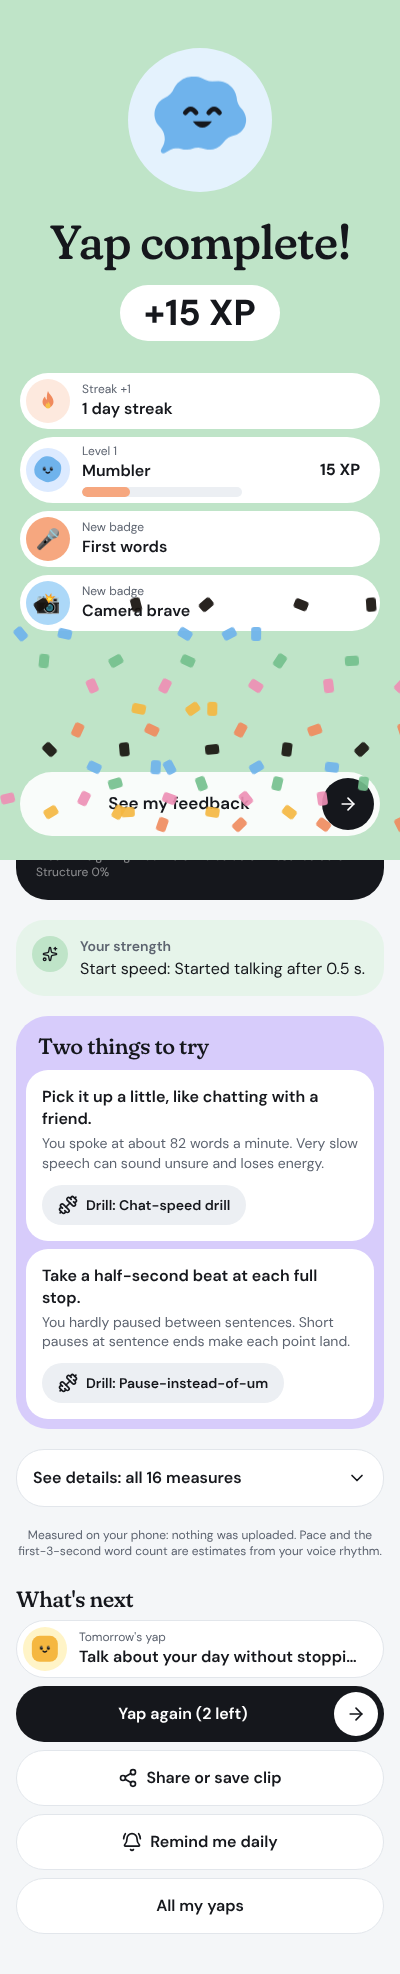 Yap complete!
+15 XP
Streak +1
1 day streak
Level 1
Mumbler
15 XP
New badge
First words
New badge
Camera brave
See my feedback
Structure 0%
Your strength
Start speed: Started talking after 0.5 s.
Two things to try
Pick it up a little, like chatting with a
friend.
You spoke at about 82 words a minute. Very slow
speech can sound unsure and loses energy.
Drill: Chat-speed drill
Take a half-second beat at each full
stop.
You hardly paused between sentences. Short
pauses at sentence ends make each point land.
Drill: Pause-instead-of-um
See details: all 16 measures
Measured on your phone: nothing was uploaded. Pace and the
first-3-second word count are estimates from your voice rhythm.
What's next
Tomorrow's yap
Talk about your day without stoppi...
Yap again (2 left)
Share or save clip
Remind me daily
All my yaps